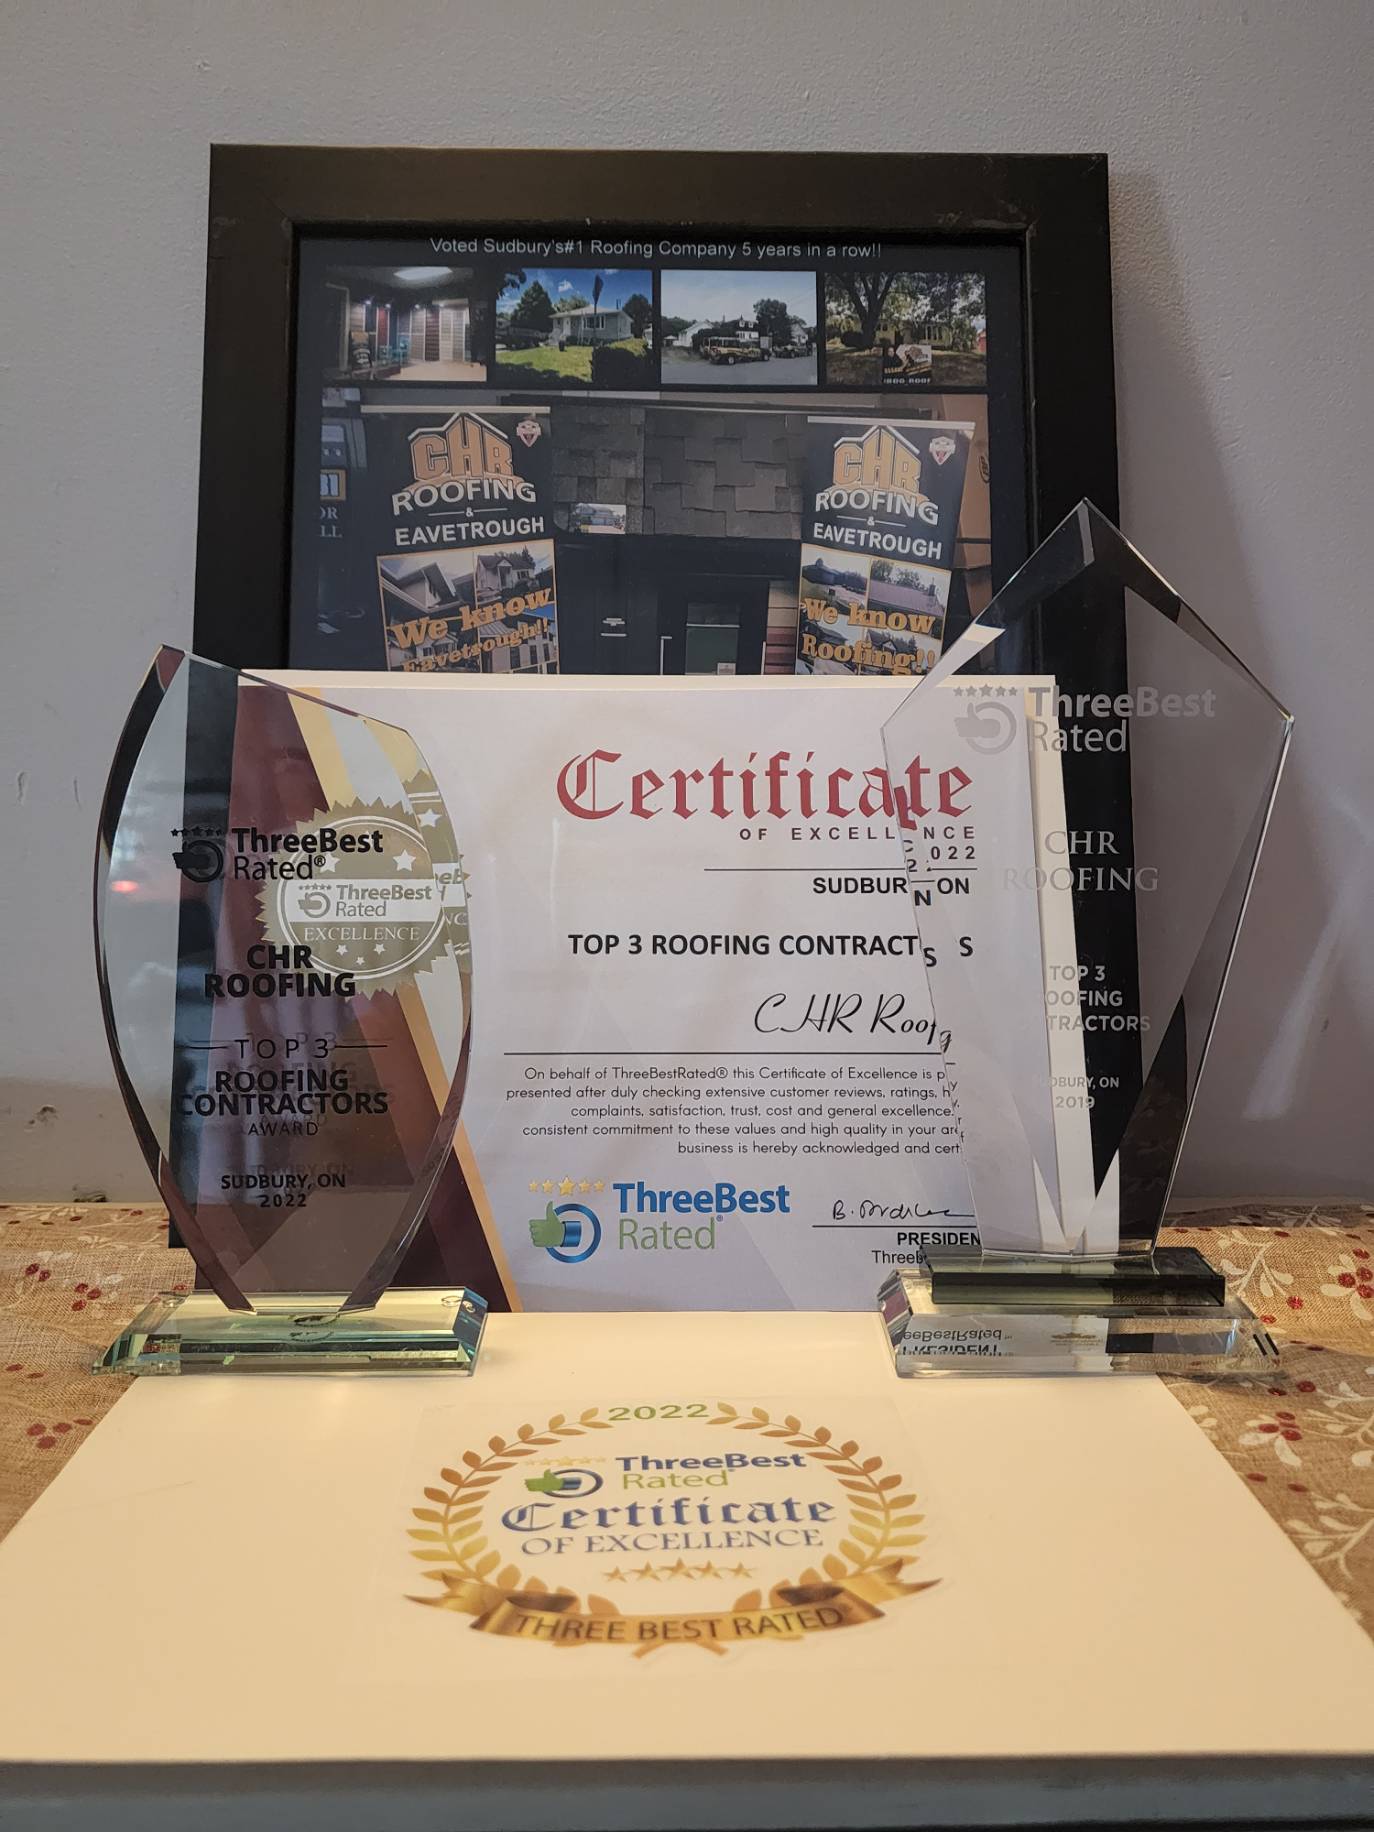 Voted Sudbury's#1 Roofing Company 5 years in a row!!
CHR
ROOFING
&
EAVETROUGH
We know
Eavetrough!!
CHR
ROOFING
&
EAVETROUGH
We know
Roofing!!
ThreeBest
Rated®
CHR
ROOFING
TOP 3
ROOFING
CONTRACTORS
AWARD
SUDBURY, ON
2022
ThreeBest
Rated
EXCELLENCE
Certificate
OF EXCELLENCE
2022
SUDBURY, ON
TOP 3 ROOFING CONTRACTORS
CHR Roofing
On behalf of ThreeBestRated® this Certificate of Excellence is
presented after duly checking extensive customer reviews, ratings,
complaints, satisfaction, trust, cost and general excellence.
consistent commitment to these values and high quality in your
business is hereby acknowledged and
ThreeBest
Rated
PRESIDENT
ThreeBest
Rated
CHR
ROOFING
TOP 3
ROOFING
CONTRACTORS
SUDBURY, ON
2019
eeBestRated
PRESIDENT
2022
ThreeBest
Rated
Certificate
OF EXCELLENCE
THREE BEST RATED